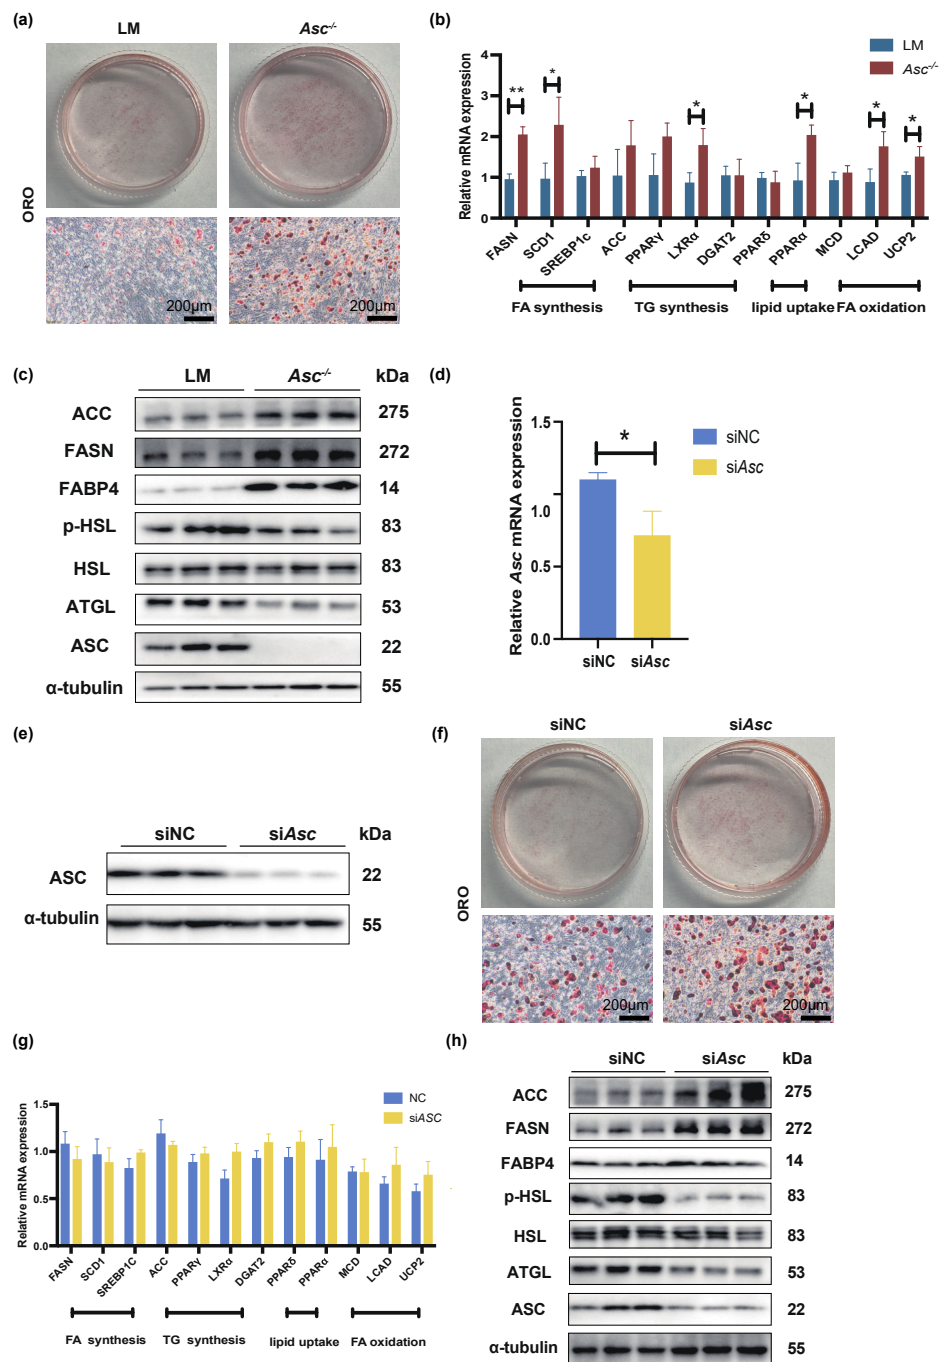 (a)
LM
Asc-/-
ORO
200μm
200μm
(b)
LM
Asc-/-
Relative mRNA expression
4
3
2
1
0
**
*
*
*
*
*
FASN
SCD1
SREBP1c
ACC
PPARγ
LXRα
DGAT2
PPARδ
PPARα
MCD
LCAD
UCP2
FA synthesis
TG synthesis
lipid uptake
FA oxidation
(c)
LM
Asc-/-
kDa
ACC
275
FASN
272
FABP4
14
p-HSL
83
HSL
83
ATGL
53
ASC
22
α-tubulin
55
(d)
Relative Asc mRNA expression
1.5
1.0
0.5
0.0
*
siNC
siAsc
siNC
siAsc
(e)
siNC
siAsc
kDa
ASC
22
α-tubulin
55
(f)
siNC
siAsc
ORO
200μm
200μm
(g)
NC
siASC
Relative mRNA expression
1.5
1.0
0.5
0.0
FASN
SCD1
SREBP1C
ACC
PPARγ
LXRα
DGAT2
PPARδ
PPARα
MCD
LCAD
UCP2
FA synthesis
TG synthesis
lipid uptake
FA oxidation
(h)
siNC
siAsc
kDa
ACC
275
FASN
272
FABP4
14
p-HSL
83
HSL
83
ATGL
53
ASC
22
α-tubulin
55